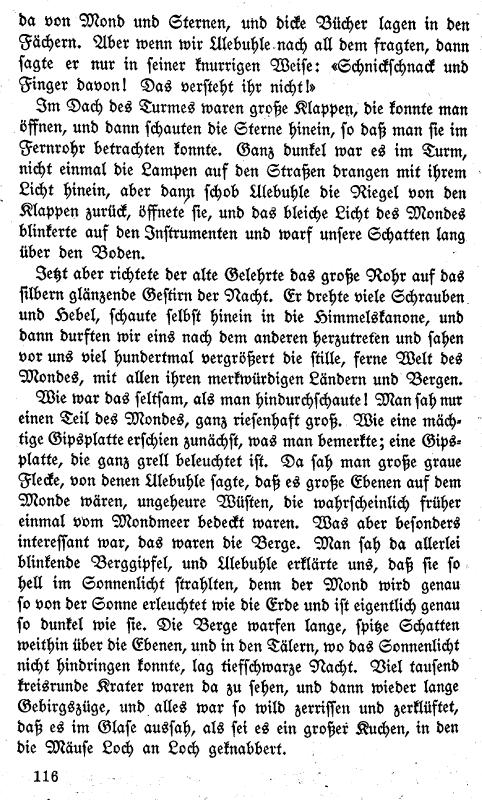 da von Mond und Sternen, und dicke Bücher lagen in den
Fächern. Aber wenn wir Ulebuhle nach all dem fragten, dann
sagte er nur in seiner knurrigen Weise: «Schnickschnack und
Finger davon! Das versteht ihr nicht!»
Im Dach des Turmes waren große Klappen, die konnte man
öffnen, und dann schauten die Sterne hinein, so daß man sie im
Fernrohr betrachten konnte. Ganz dunkel war es im Turm,
nicht einmal die Lampen auf den Straßen drangen mit ihrem
Licht hinein, aber dann schob Ulebuhle die Riegel von den
Klappen zurück, öffnete sie, und das bleiche Licht des Mondes
blinkerte auf den Instrumenten und warf unsere Schatten lang
über den Boden.
Jetzt aber richtete der alte Gelehrte das große Rohr auf das
silbern glänzende Gestirn der Nacht. Er drehte viele Schrauben
und Hebel, schaute selbst hinein in die Himmelskanone, und
dann durften wir eins nach dem anderen herzutreten und sahen
vor uns viel hundertmal vergrößert die stille, ferne Welt des
Mondes, mit allen ihren merkwürdigen Ländern und Bergen.
Wie war das seltsam, als man hindurchschaute! Man sah nur
einen Teil des Mondes, ganz riesenhaft groß. Wie eine mäch-
tige Gipsplatte erschien zunächst, was man bemerkte; eine Gips-
platte, die ganz grell beleuchtet ist. Da sah man große graue
Flecke, von denen Ulebuhle sagte, daß es große Ebenen auf dem
Monde wären, ungeheure Wüsten, die wahrscheinlich früher
einmal vom Mondmeer bedeckt waren. Was aber besonders
interessant war, das waren die Berge. Man sah da allerlei
blinkende Berggipfel, und Ulebuhle erklärte uns, daß sie so
hell im Sonnenlicht strahlten, denn der Mond wird genau
so von der Sonne erleuchtet wie die Erde und ist eigentlich genau
so dunkel wie sie. Die Berge warfen lange, spitze Schatten
weithin über die Ebenen, und in den Tälern, wo das Sonnenlicht
nicht hindringen konnte, lag tiefschwarze Nacht. Viel tausend
kreisrunde Krater waren da zu sehen, und dann wieder lange
Gebirgszüge, und alles war so wild zerrissen und zerklüftet,
daß es im Glase aussah, als sei es ein großer Kuchen, in den
die Mäuse Loch an Loch geknabbert.
116